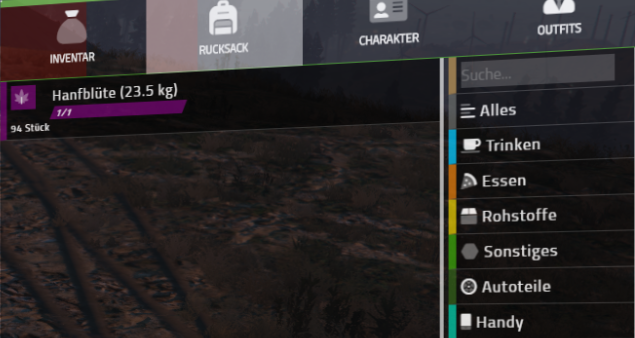 INVENTAR
RUCKSACK
CHARAKTER
OUTFITS
Hanfblüte (23.5 kg)
1/1
94 Stück
Suche...
Alles
Trinken
Essen
Rohstoffe
Sonstiges
Autoteile
Handy